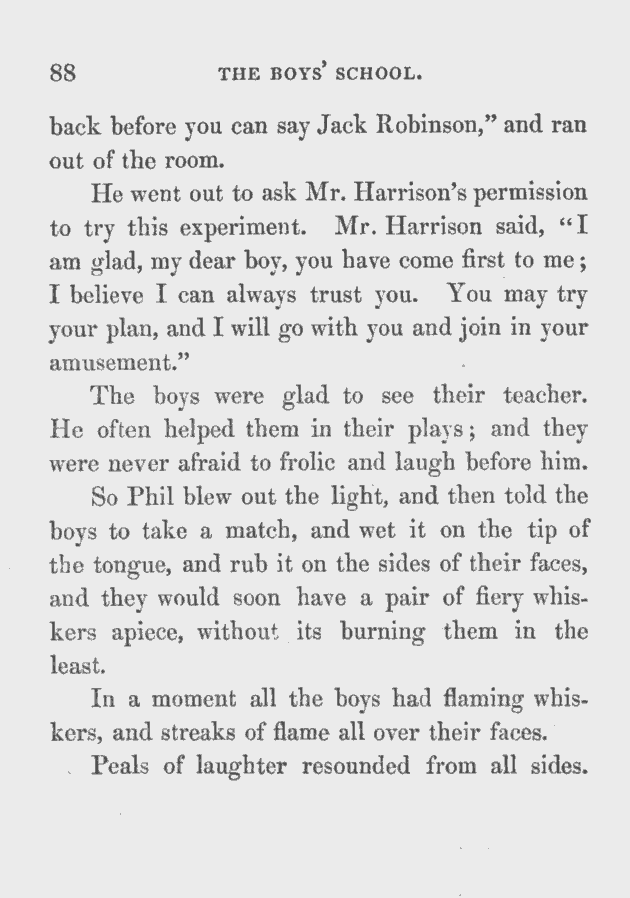 88 THE BOYS' SCHOOL.
back before you can say Jack Robinson,” and ran
out of the room.
He went out to ask Mr. Harrison's permission
to try this experiment. Mr. Harrison said, “I
am glad, my dear boy, you have come first to me;
I believe I can always trust you. You may try
your plan, and I will go with you and join in your
amusement.”
The boys were glad to see their teacher.
He often helped them in their plays; and they
were never afraid to frolic and laugh before him.
So Phil blew out the light, and then told the
boys to take a match, and wet it on the tip of
the tongue, and rub it on the sides of their faces,
and they would soon have a pair of fiery whis-
kers apiece, without its burning them in the
least.
In a moment all the boys had flaming whis-
kers, and streaks of flame all over their faces.
Peals of laughter resounded from all sides.